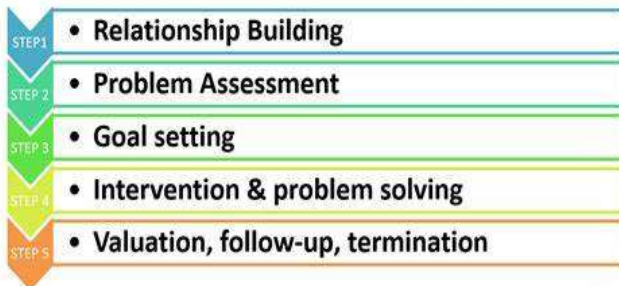 STEP1 • Relationship Building
STEP 2 • Problem Assessment
STEP 3 • Goal setting
STEP 4 • Intervention & problem solving
STEP 5 • Valuation, follow-up, termination